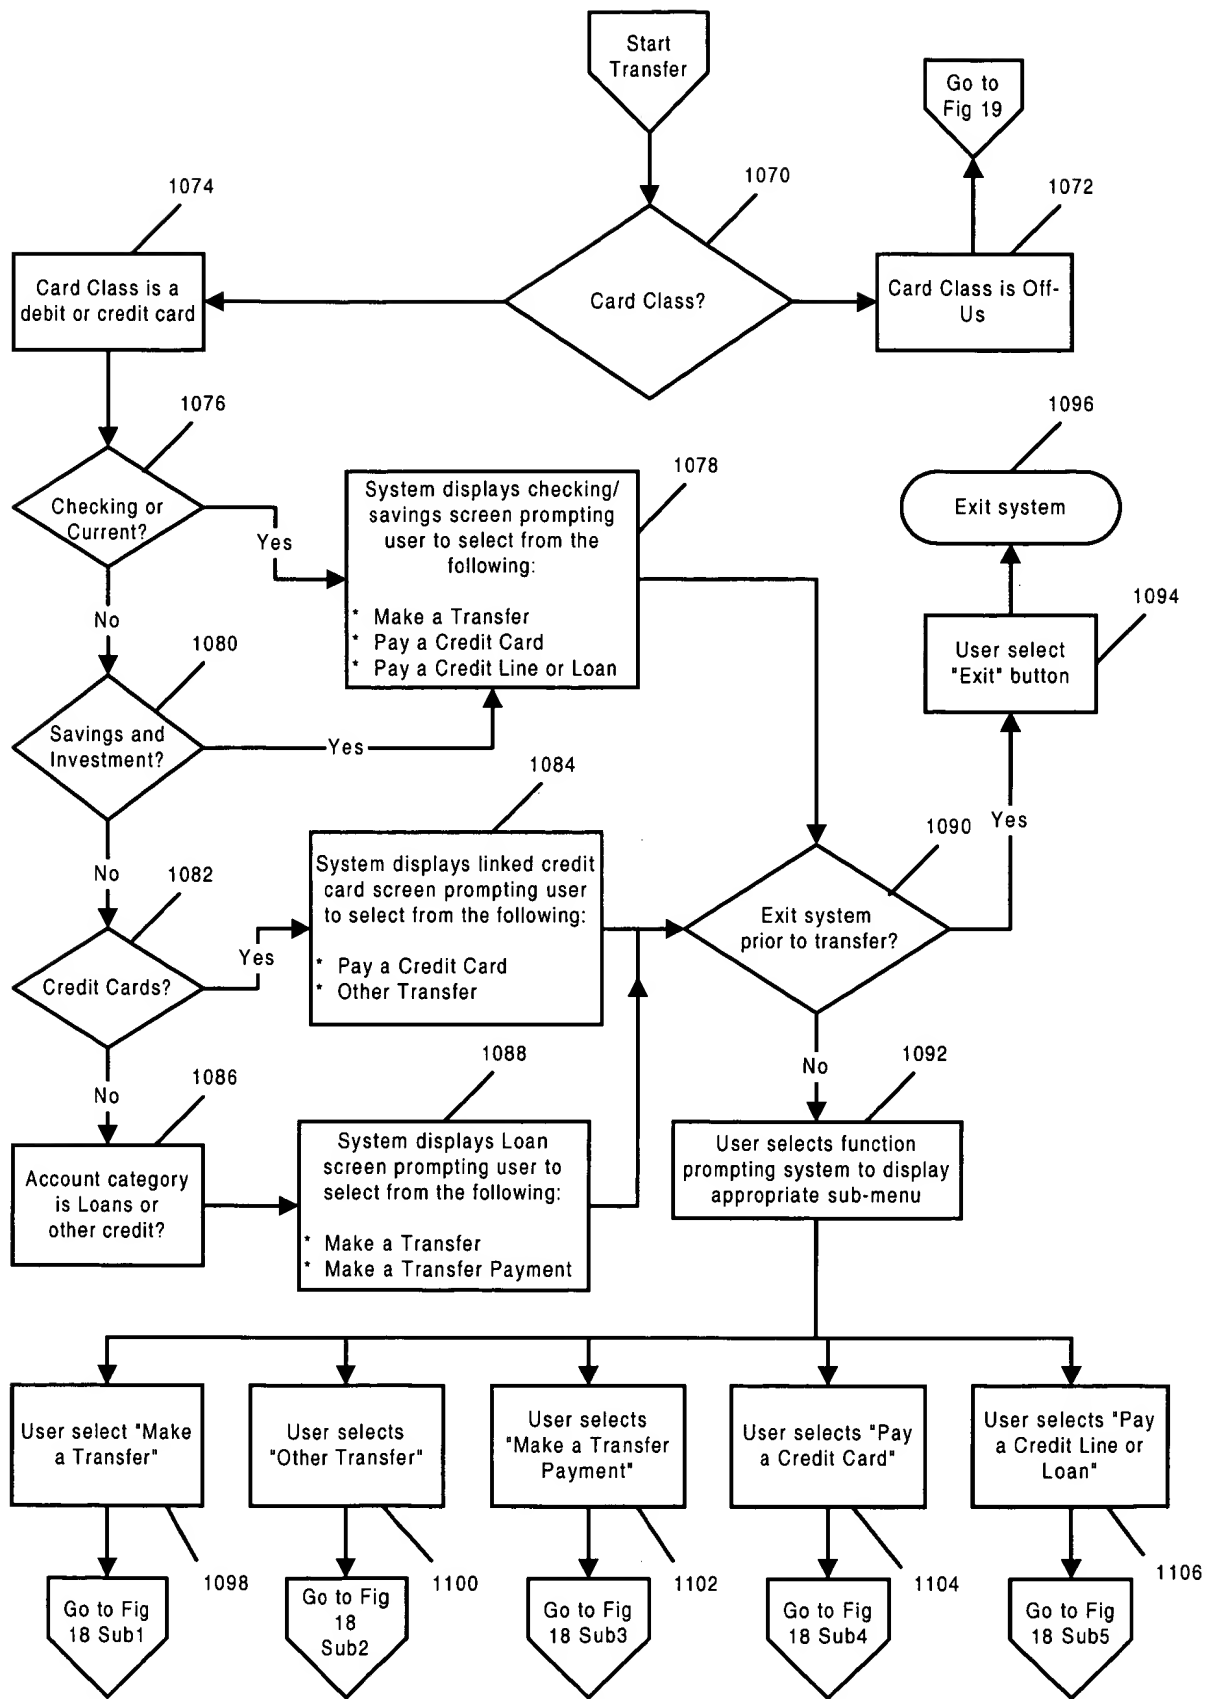 Start
Transfer
Go to
Fig 19
1074
1070
1072
Card Class is a
debit or credit card
Card Class?
Card Class is Off-
Us
1076
1096
1078
Checking or
Current?
Yes
System displays checking/
savings screen prompting
user to select from the
following:
* Make a Transfer
* Pay a Credit Card
* Pay a Credit Line or Loan
Exit system
No
1094
1080
User select
"Exit" button
Savings and
Investment?
Yes
1084
Yes
1090
No
1082
System displays linked credit
card screen prompting user
to select from the following:
* Pay a Credit Card
* Other Transfer
Exit system
prior to transfer?
Credit Cards?
Yes
1088
No
1092
No
1086
System displays Loan
screen prompting user to
select from the following:
* Make a Transfer
* Make a Transfer Payment
User selects function
prompting system to display
appropriate sub-menu
Account category
is Loans or
other credit?
User select "Make
a Transfer"
User selects
"Other Transfer"
User selects
"Make a Transfer
Payment"
User selects "Pay
a Credit Card"
User selects "Pay
a Credit Line or
Loan"
1098
1100
1102
1104
1106
Go to Fig
18 Sub1
Go to Fig
18
Sub2
Go to Fig
18 Sub3
Go to Fig
18 Sub4
Go to Fig
18 Sub5